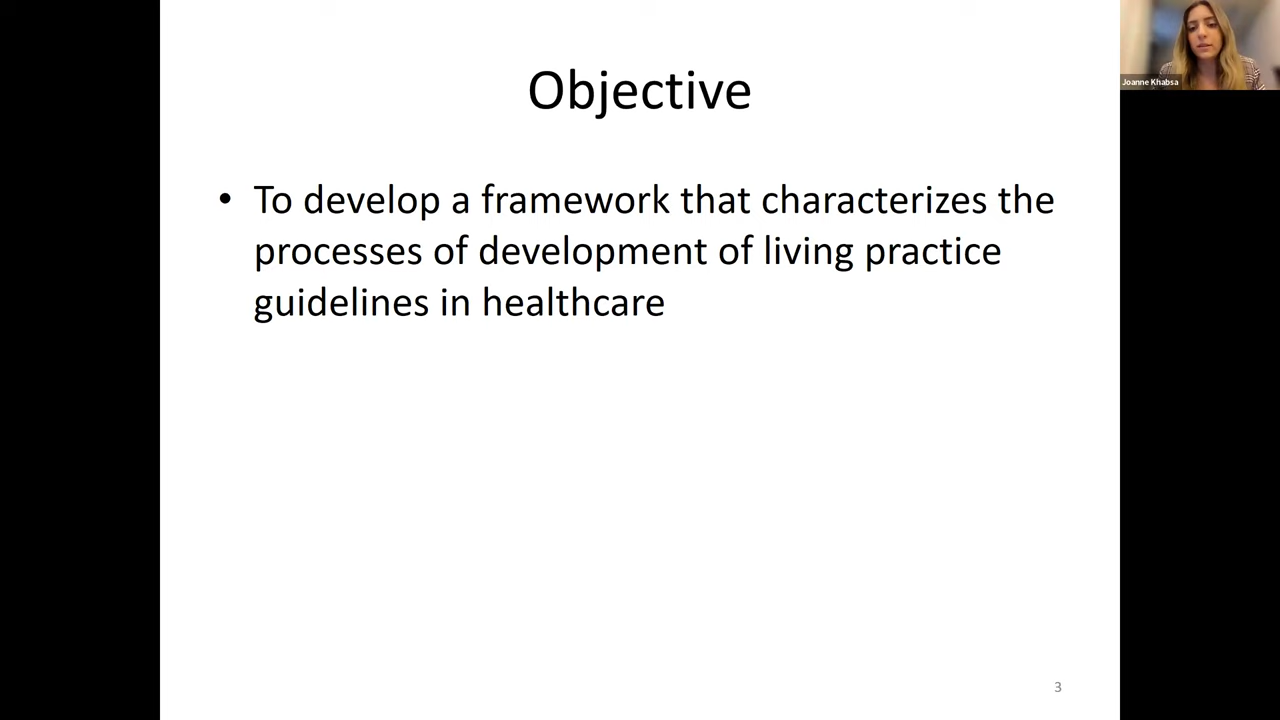 Objective
• To develop a framework that characterizes the
processes of development of living practice
guidelines in healthcare
3
Joanne Khabsa